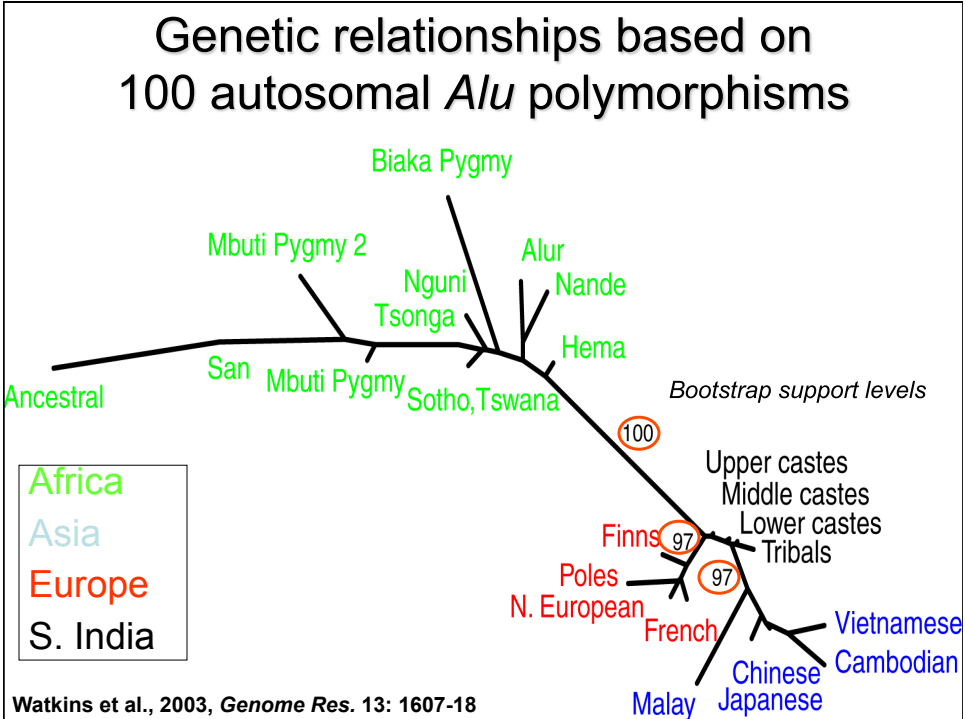 Genetic relationships based on
100 autosomal Alu polymorphisms
Biaka Pygmy
Mbuti Pygmy 2
Alur
Nguni
Nande
Tsonga
Hema
San
Mbuti Pygmy
Sotho,Tswana
Ancestral
Bootstrap support levels
100
Upper castes
Middle castes
Lower castes
Tribals
Finns
97
97
Poles
N. European
French
Vietnamese
Cambodian
Chinese
Japanese
Malay
Africa
Asia
Europe
S. India
Watkins et al., 2003, Genome Res. 13: 1607-18